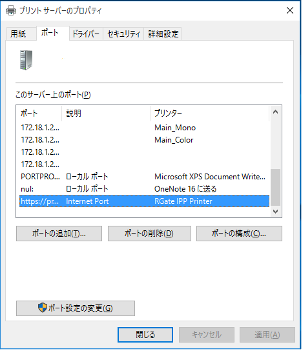 プリント サーバーのプロパティ
用紙 ポート ドライバー セキュリティ 詳細設定
このサーバー上のポート(P)
ポート 説明 プリンター
172.18.1.2... Main_Mono
172.18.1.2... Main_Color
172.18.1.2...
172.18.1.2...
PORTPRO... ローカル ポート Microsoft XPS Document Write...
nul: ローカル ポート OneNote 16 に送る
https://pr... Internet Port RGate IPP Printer
ポートの追加(T)... ポートの削除(D) ポートの構成(C)...
ポート設定の変更(G)
閉じる キャンセル 適用(A)